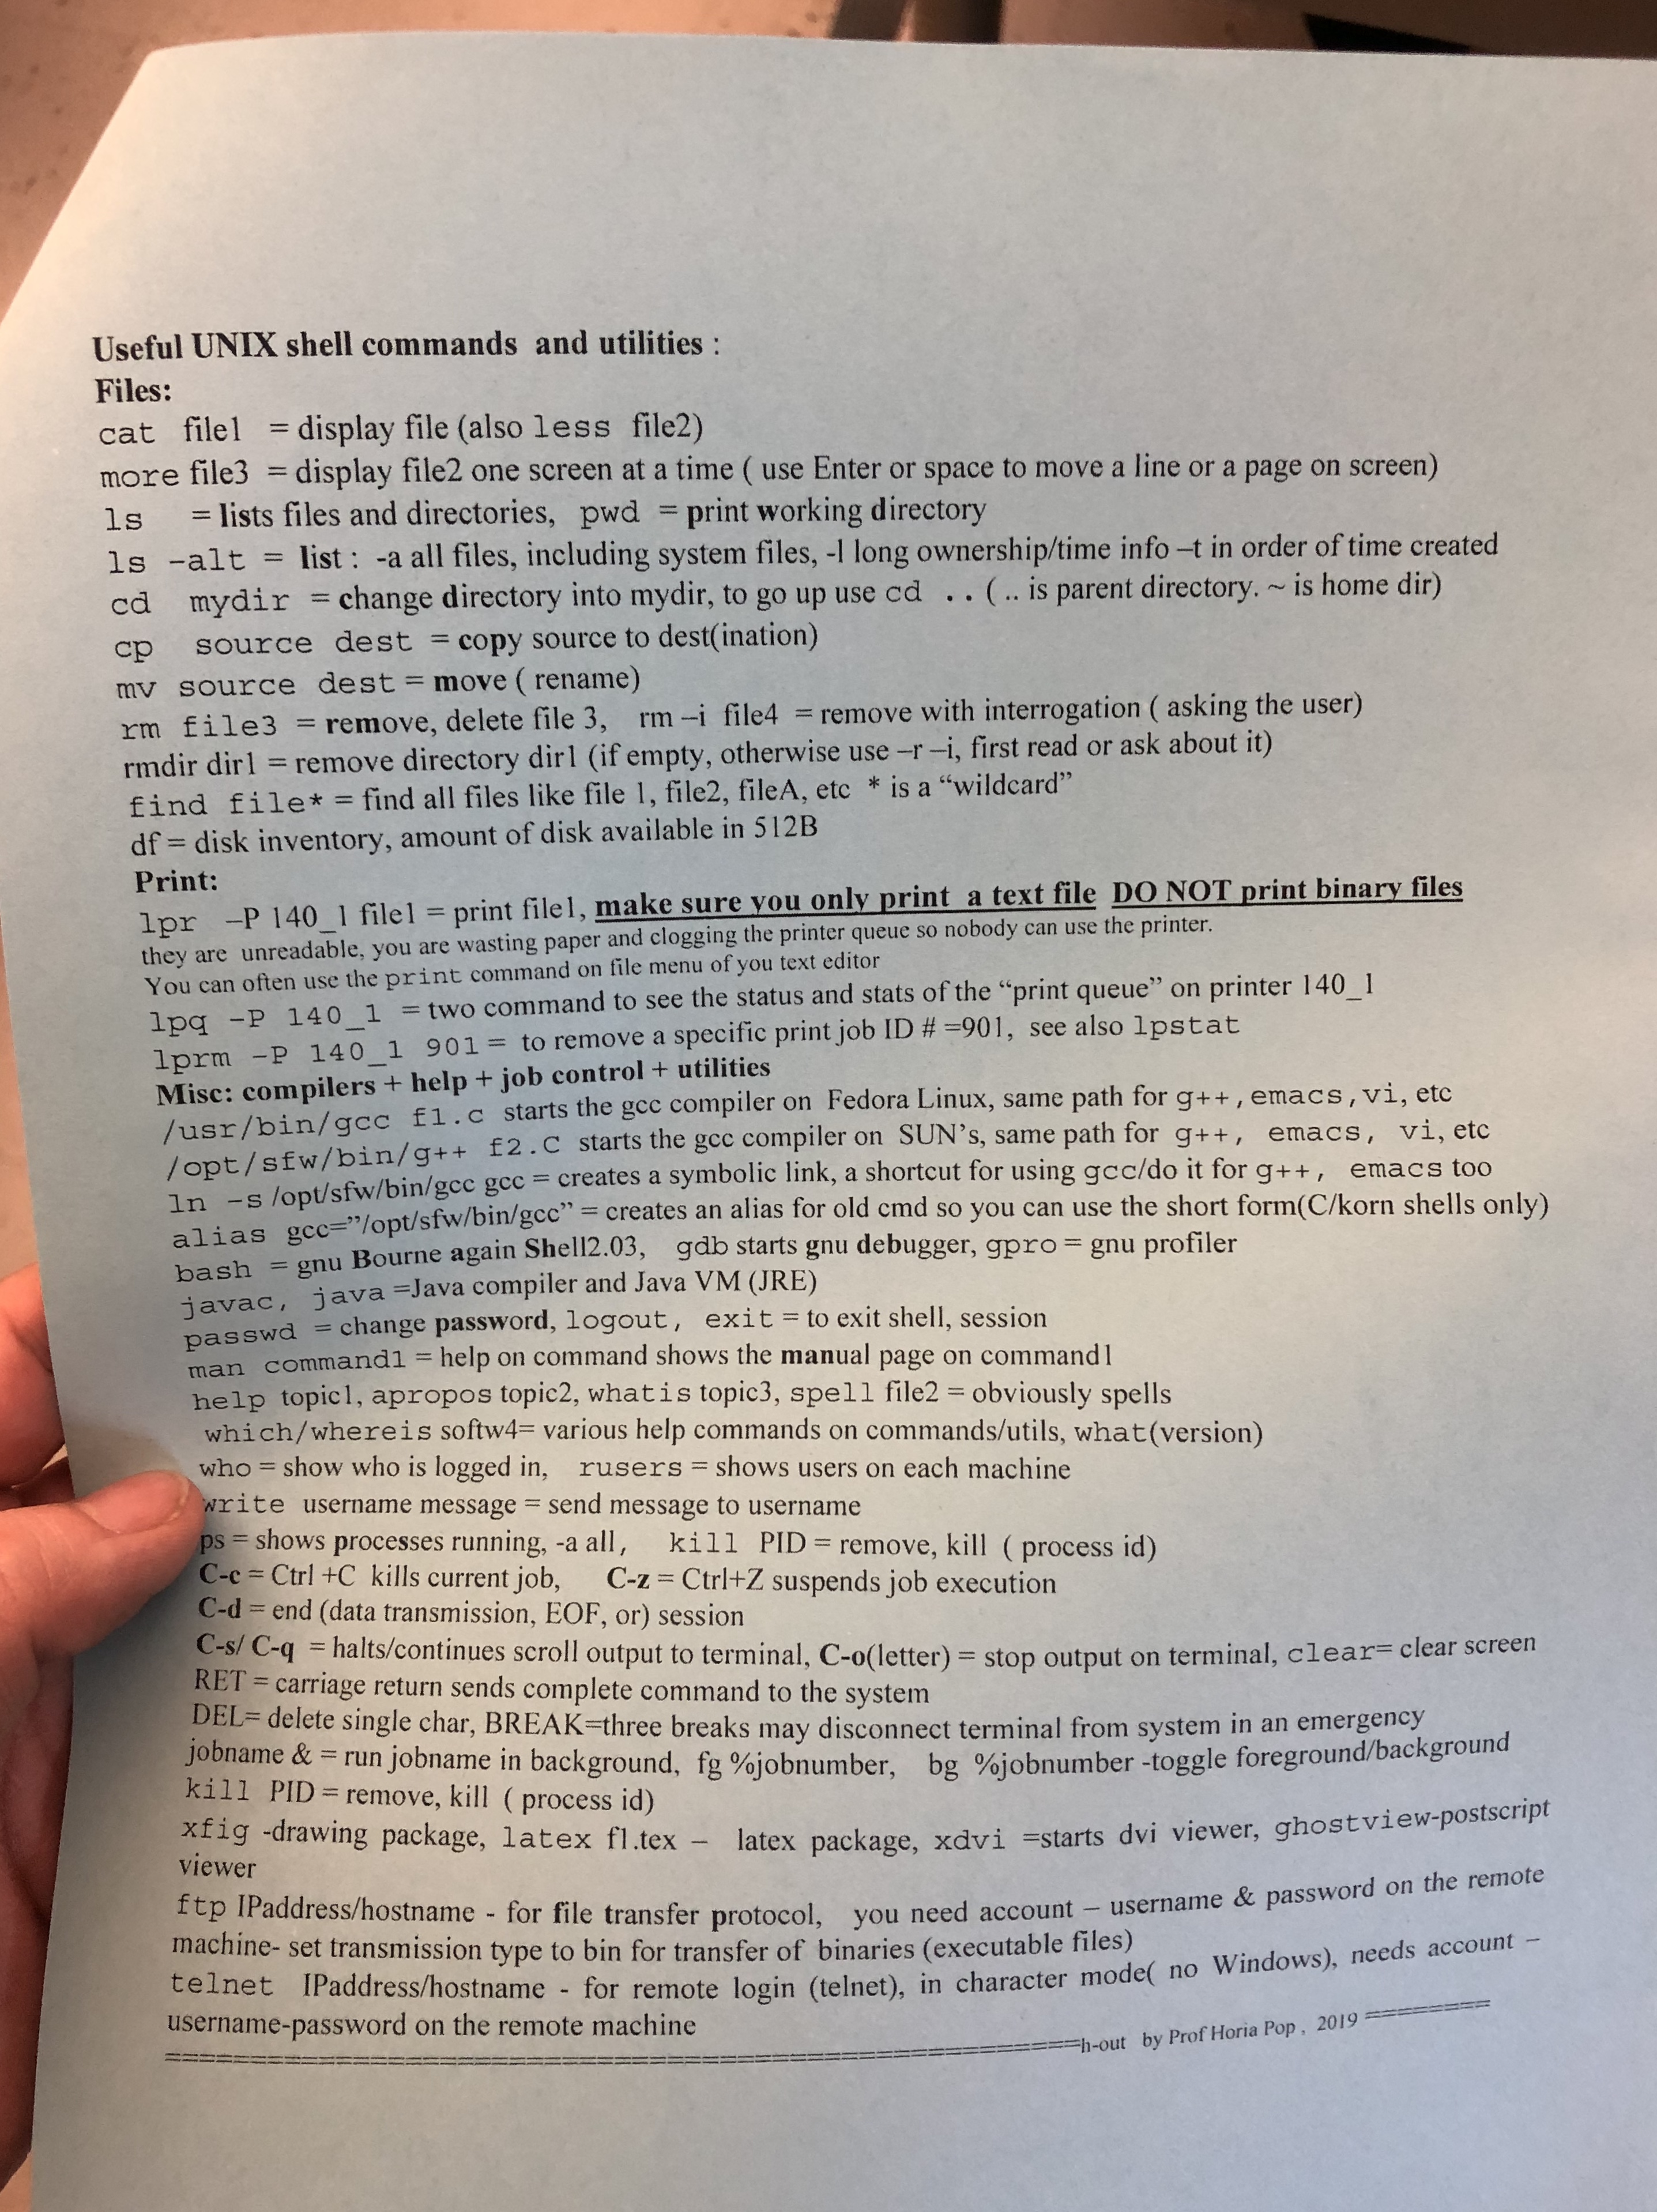 Useful UNIX shell commands and utilities :
Files:
cat file1 = display file (also less file2)
more file3 = display file2 one screen at a time ( use Enter or space to move a line or a page on screen)
ls = lists files and directories, pwd = print working directory
ls -alt = list : -a all files, including system files, -l long ownership/time info –t in order of time created
cd mydir = change directory into mydir, to go up use cd .. ( .. is parent directory. ~ is home dir)
cp source dest = copy source to dest(ination)
mv source dest = move ( rename)
rm file3 = remove, delete file 3, rm –i file4 = remove with interrogation ( asking the user)
rmdir dir1 = remove directory dir1 (if empty, otherwise use –r –i, first read or ask about it)
find file* = find all files like file 1, file2, fileA, etc * is a “wildcard”
df = disk inventory, amount of disk available in 512B
Print:
lpr –P 140_1 file1 = print file1, make sure you only print a text file DO NOT print binary files
they are unreadable, you are wasting paper and clogging the printer queue so nobody can use the printer.
You can often use the print command on file menu of you text editor
lpq -P 140_1 = two command to see the status and stats of the “print queue” on printer 140_1
lprm -P 140_1 901 = to remove a specific print job ID # =901, see also lpstat
Misc: compilers + help + job control + utilities
/usr/bin/gcc f1.c starts the gcc compiler on Fedora Linux, same path for g++,emacs,vi, etc
/opt/sfw/bin/g++ f2.C starts the gcc compiler on SUN’s, same path for g++, emacs, vi, etc
ln -s /opt/sfw/bin/gcc gcc = creates a symbolic link, a shortcut for using gcc/do it for g++, emacs too
alias gcc=”/opt/sfw/bin/gcc” = creates an alias for old cmd so you can use the short form(C/korn shells only)
bash = gnu Bourne again Shell2.03, gdb starts gnu debugger, gpro = gnu profiler
javac, java =Java compiler and Java VM (JRE)
passwd = change password, logout, exit = to exit shell, session
man command1 = help on command shows the manual page on command1
help topic1, apropos topic2, whatis topic3, spell file2 = obviously spells
which/whereis softw4= various help commands on commands/utils, what(version)
who = show who is logged in, rusers = shows users on each machine
write username message = send message to username
ps = shows processes running, -a all, kill PID = remove, kill ( process id)
C-c = Ctrl +C kills current job, C-z = Ctrl+Z suspends job execution
C-d = end (data transmission, EOF, or) session
C-s/ C-q = halts/continues scroll output to terminal, C-o(letter) = stop output on terminal, clear= clear screen
RET = carriage return sends complete command to the system
DEL= delete single char, BREAK=three breaks may disconnect terminal from system in an emergency
jobname & = run jobname in background, fg %jobnumber, bg %jobnumber -toggle foreground/background
kill PID = remove, kill ( process id)
xfig -drawing package, latex f1.tex – latex package, xdvi =starts dvi viewer, ghostview-postscript
viewer
ftp IPaddress/hostname - for file transfer protocol, you need account – username & password on the remote
machine- set transmission type to bin for transfer of binaries (executable files)
telnet IPaddress/hostname - for remote login (telnet), in character mode( no Windows), needs account –
username-password on the remote machine
=====================================================h-out by Prof Horia Pop , 2019 ========